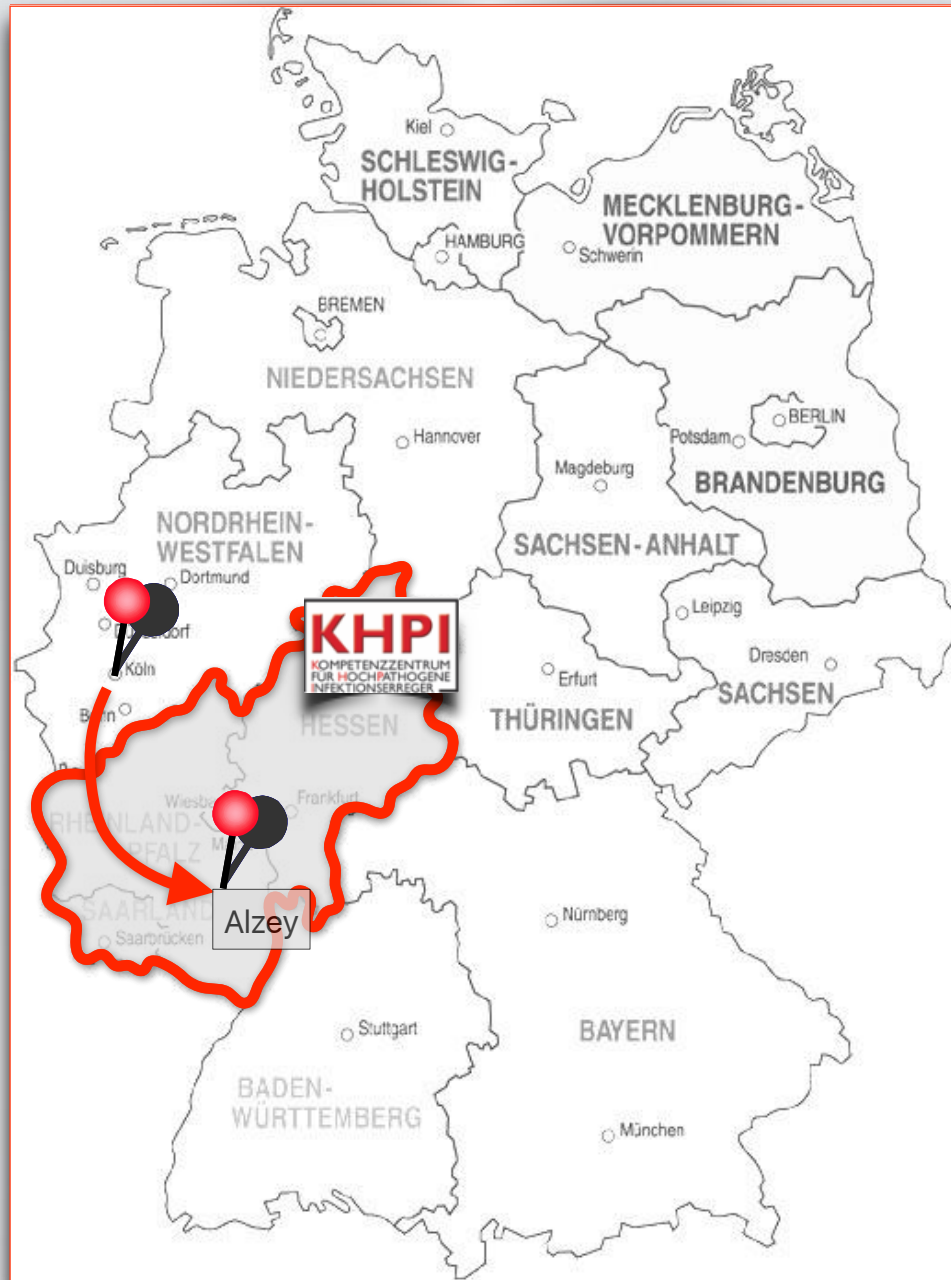 Kiel
SCHLESWIG-
HOLSTEIN
MECKLENBURG-
VORPOMMERN
HAMBURG
Schwerin
BREMEN
NIEDERSACHSEN
Hannover
BERLIN
Potsdam
Magdeburg
BRANDENBURG
NORDRHEIN-
WESTFALEN
SACHSEN-ANHALT
Duisburg
Dortmund
Leipzig
KHPI
KOMPETENZZENTRUM
FÜR HOCHPATHOGENE
INFEKTIONSERREGER
Köln
Dresden
Erfurt
SACHSEN
THÜRINGEN
HESSEN
Frankfurt
RHEINLAND-
PFALZ
SAARLAND
Saarbrücken
Alzey
Nürnberg
Stuttgart
BAYERN
BADEN-
WÜRTTEMBERG
München